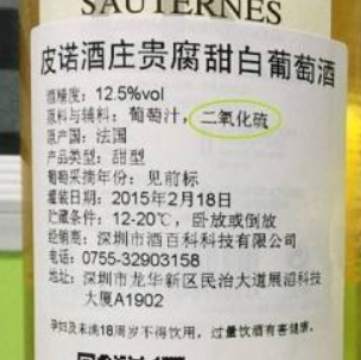 SAUTERNES
皮诺酒庄贵腐甜白葡萄酒
酒精度：12.5%vol
原料与辅料：葡萄汁，二氧化硫
原产国：法国
产品类型：甜型
葡萄采摘年份：见前标
灌装日期：2015年2月18日
贮藏条件：12-20℃，卧放或倒放
经销商：深圳市酒百科科技有限公司
电话：0755-32903158
地址：深圳市龙华新区民治大道展滔科技
大厦A1902
孕妇及未满18周岁不得饮用，过量饮酒有害健康。